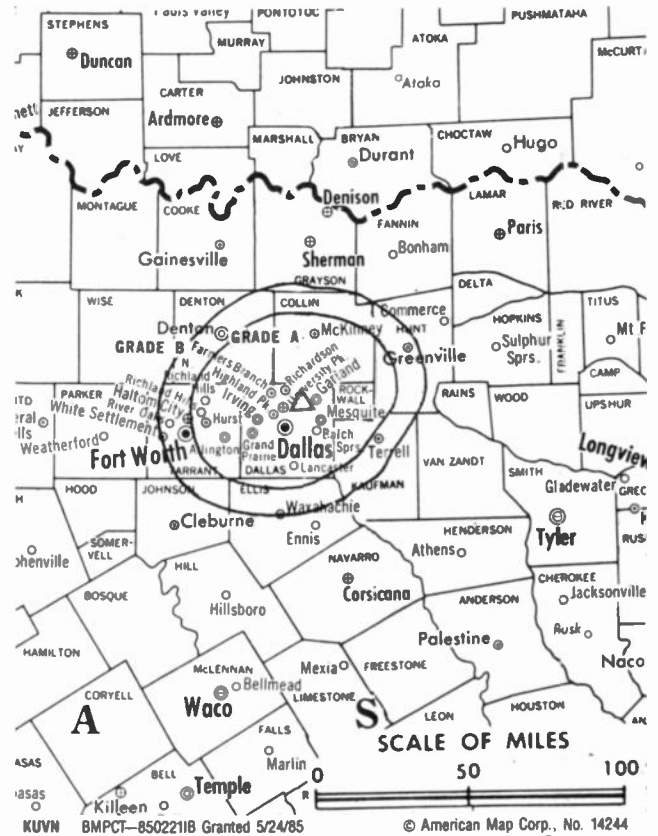 Pauls Valley
PONTOTOC
PUSHMATAHA
STEPHENS
MURRAY
ATOKA
Duncan
JOHNSTON
Atoka
CARTER
JEFFERSON
Ardmore
MARSHALL
BRYAN
CHOCTAW
Hugo
LOVE
Durant
MONTAGUE
COOKE
Denison
LAMAR
RED RIVER
FANNIN
Gainesville
Sherman
Bonham
Paris
GRAYSON
DELTA
WISE
DENTON
COLLIN
Commerce
HOPKINS
TITUS
Denton
GRADE A
McKinney
HUNT
Sulphur
Sprs.
FRANKLIN
GRADE B
Farmers Branch
Richardson
Greenville
Highland Pk.
University Pk.
Garland
CAMP
PARKER
Richland
Hills
Irving
ROCK-
WALL
RAINS
WOOD
UPSHUR
Haltom City
White Settlement
River Oaks
Hurst
Mesquite
Weatherford
Arlington
Grand
Prairie
Dallas
Balch
Sprs.
Longview
Fort Worth
Terrell
TARRANT
DALLAS
Lancaster
VAN ZANDT
SMITH
HOOD
JOHNSON
ELLIS
KAUFMAN
Gladewater
Waxahachie
Cleburne
Ennis
HENDERSON
Tyler
SOMER-
VELL
NAVARRO
Athens
HILL
CHEROKEE
BOSQUE
Corsicana
ANDERSON
Jacksonville
Hillsboro
Palestine
Rusk
HAMILTON
McLENNAN
Mexia
FREESTONE
Naco
CORYELL
Bellmead
LIMESTONE
Waco
A
S
LEON
HOUSTON
FALLS
SCALE OF MILES
BELL
Marlin
0 50 100
Temple
Killeen
KUVN BMPCT—850221IB Granted 5/24/85 © American Map Corp., No. 14244